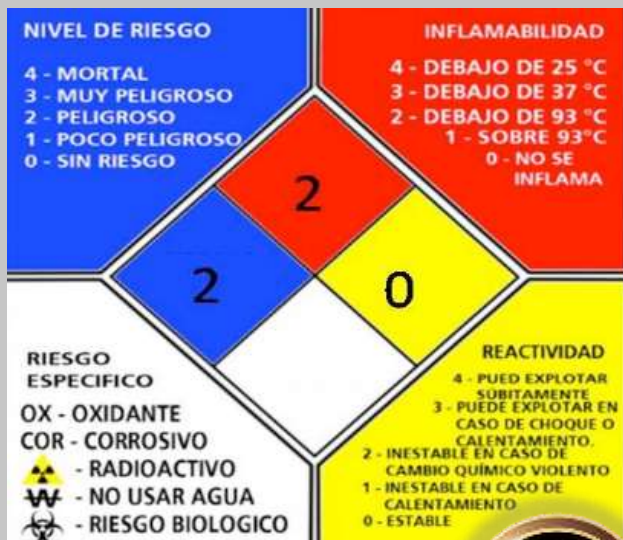 NIVEL DE RIESGO
4 - MORTAL
3 - MUY PELIGROSO
2 - PELIGROSO
1 - POCO PELIGROSO
0 - SIN RIESGO
INFLAMABILIDAD
4 - DEBAJO DE 25 °C
3 - DEBAJO DE 37 °C
2 - DEBAJO DE 93 °C
1 - SOBRE 93°C
0 - NO SE
INFLAMA
2
2
0
RIESGO
ESPECIFICO
OX - OXIDANTE
COR - CORROSIVO
- RADIOACTIVO
W - NO USAR AGUA
- RIESGO BIOLOGICO
REACTIVIDAD
4 - PUED EXPLOTAR
SÚBITAMENTE
3 - PUEDE EXPLOTAR EN
CASO DE CHOQUE O
CALENTAMIENTO.
2 - INESTABLE EN CASO DE
CAMBIO QUÍMICO VIOLENTO
1 - INESTABLE EN CASO DE
CALENTAMIENTO
0 - ESTABLE